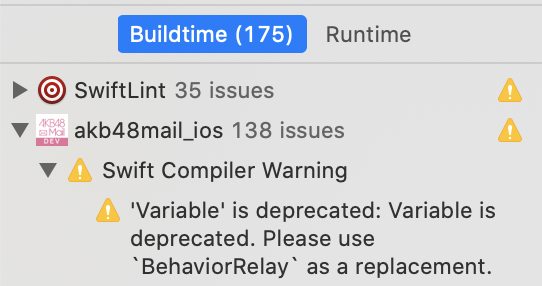 Buildtime (175) Runtime
SwiftLint 35 issues
AKB48
Mail
DEV
akb48mail_ios 138 issues
Swift Compiler Warning
'Variable' is deprecated: Variable is
deprecated. Please use
`BehaviorRelay` as a replacement.